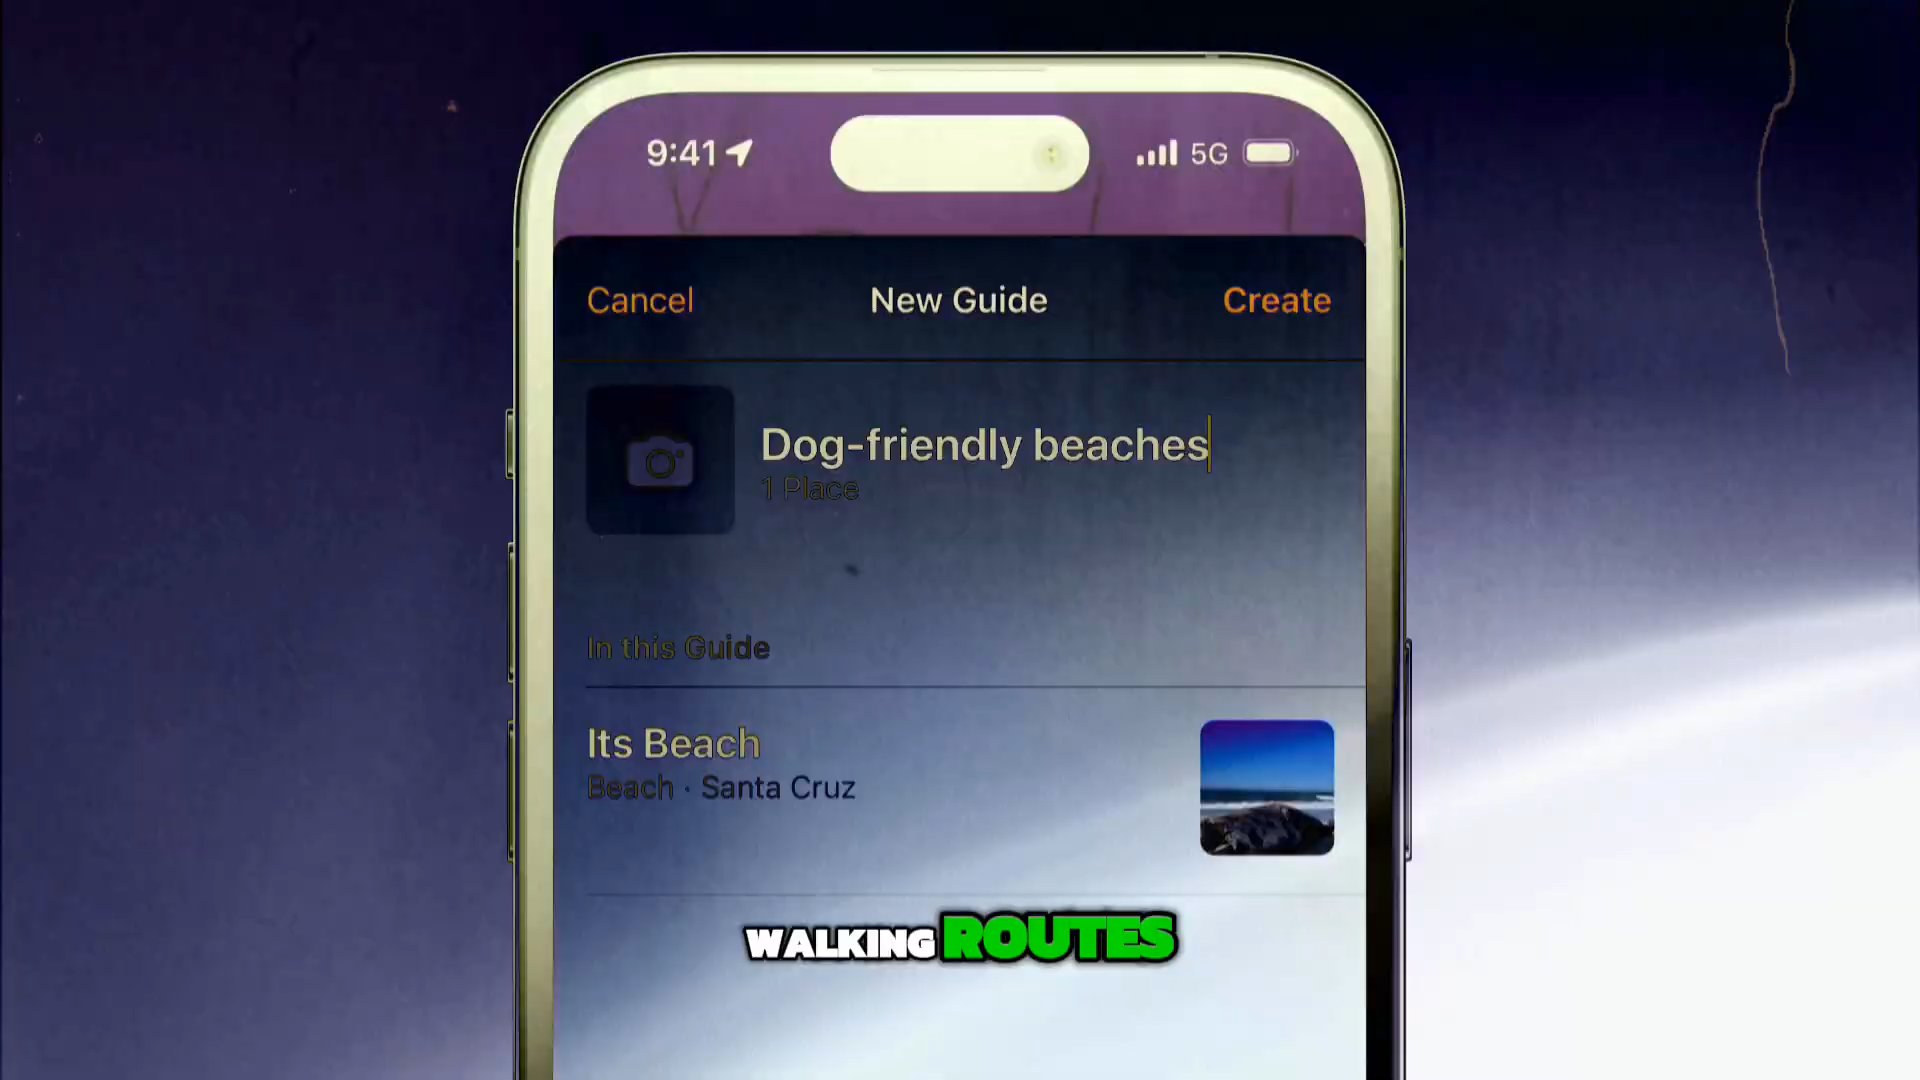 9:41 5G
Cancel New Guide Create
Dog-friendly beaches
1 Place
In this Guide
Its Beach
Beach · Santa Cruz
WALKING ROUTES